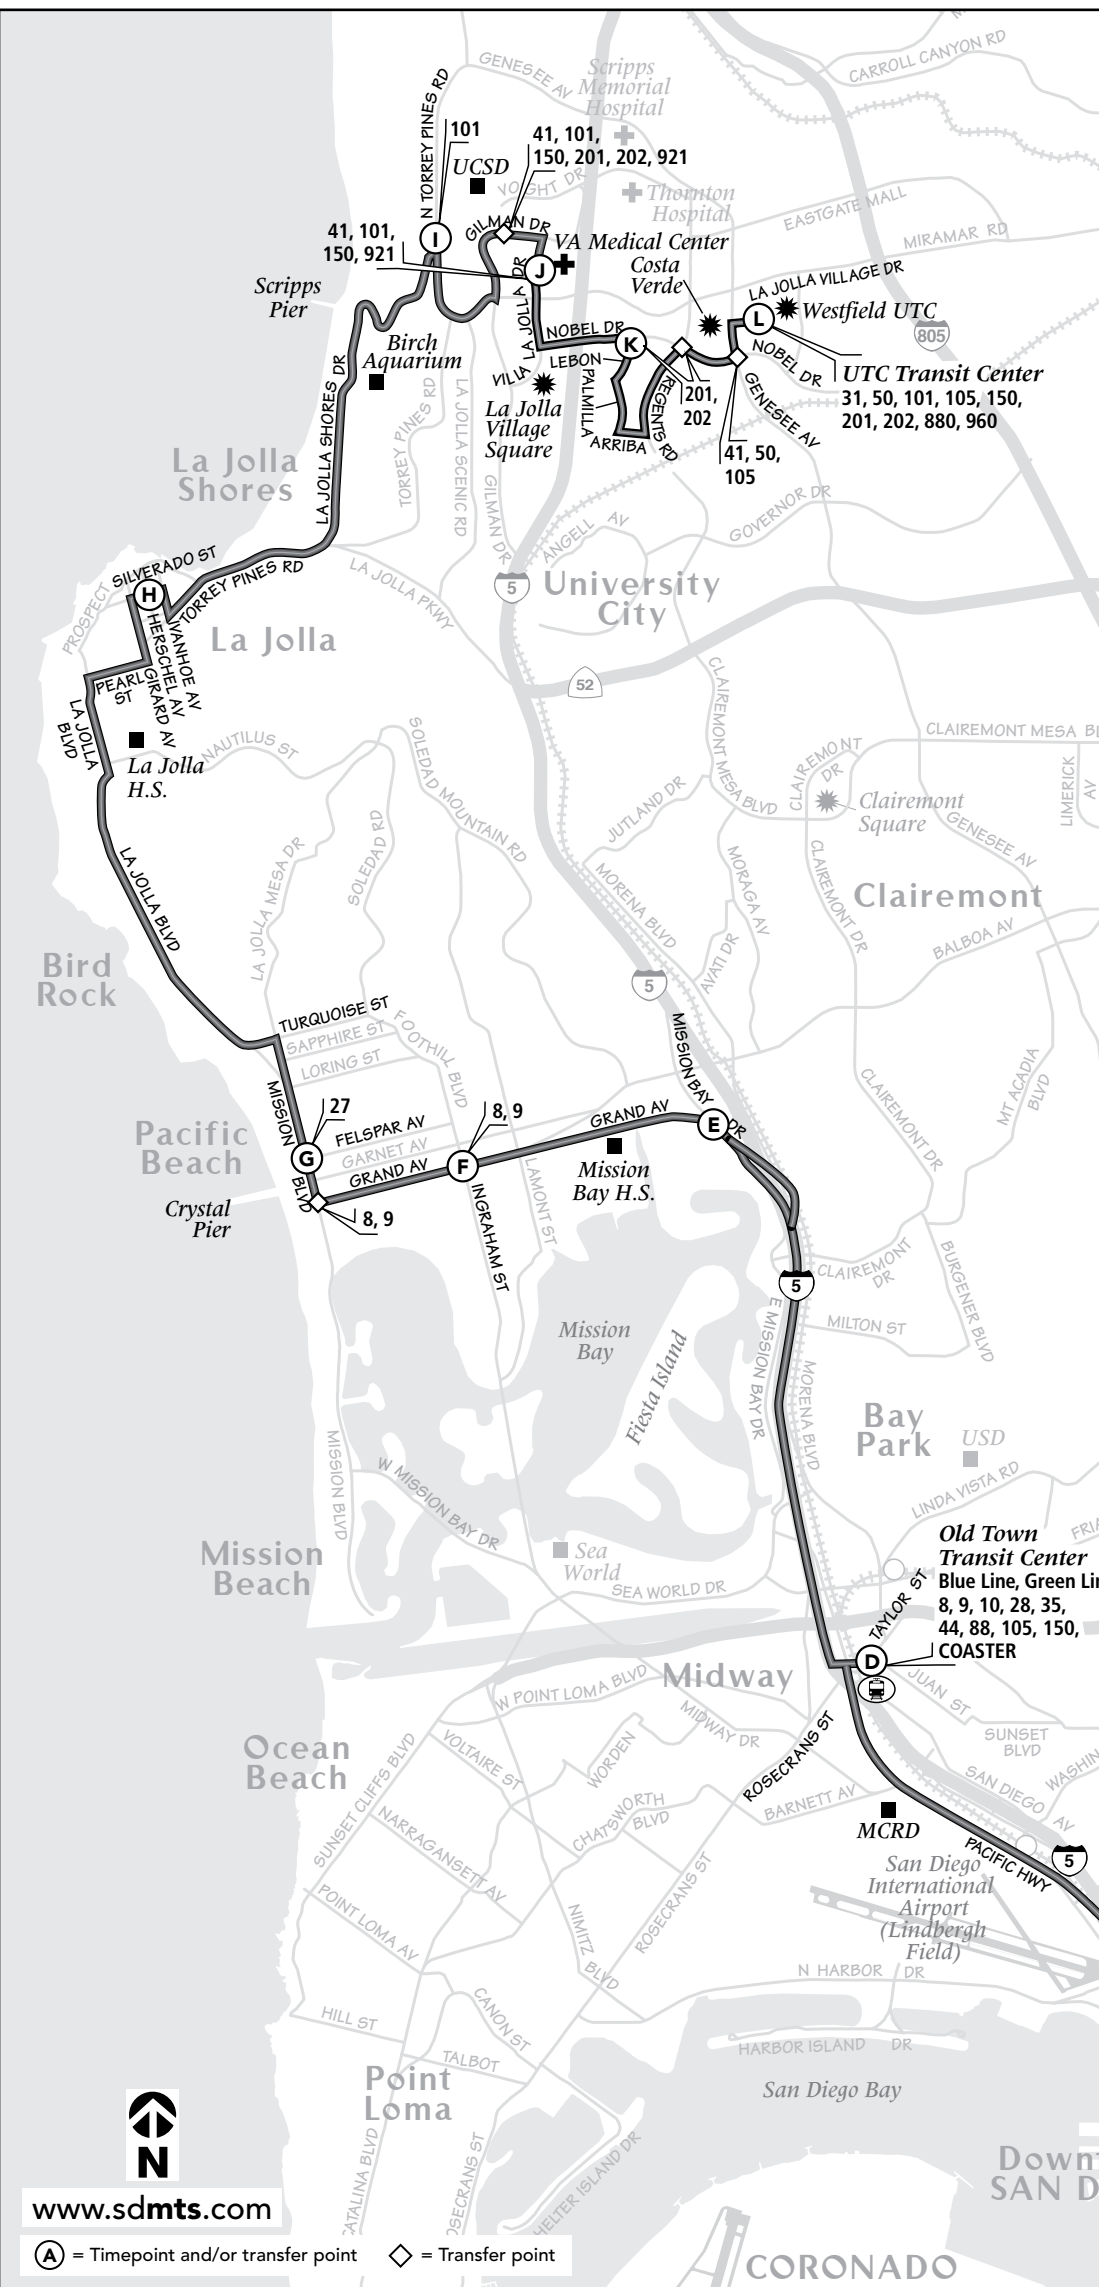 CARROLL CANYON RD
GENESEE AV
Scripps
Memorial
Hospital
N TORREY PINES RD
101
UCSD
41, 101,
150, 201, 202, 921
VOIGHT DR
Thornton
Hospital
EASTGATE MALL
MIRAMAR RD
GILMAN DR
41, 101,
150, 921
I
J
VA Medical Center
Costa
Verde
LA JOLLA VILLAGE DR
Scripps
Pier
VILLA LA JOLLA DR
L
Westfield UTC
805
NOBEL DR
K
NOBEL DR
Birch
Aquarium
LEBON
PALMILLA
ARRIBA
REGENTS RD
GENESEE AV
201,
202
UTC Transit Center
31, 50, 101, 105, 150,
201, 202, 880, 960
La Jolla
Village
Square
41, 50,
105
LA JOLLA SHORES DR
TORREY PINES RD
LA JOLLA SCENIC RD
GILMAN DR
La Jolla
Shores
ANGELL AV
GOVERNOR DR
SILVERADO ST
TORREY PINES RD
LA JOLLA PKWY
5
University
City
PROSPECT
H
La Jolla
IVANHOE AV
HERSCHEL AV
GIRARD AV
PEARL
ST
52
LA JOLLA
BLVD
La Jolla
H.S.
NAUTILUS ST
SOLEDAD MOUNTAIN RD
CLAIREMONT MESA BLVD
CLAIREMONT
DR
CLAIREMONT MESA BL
JUTLAND DR
Clairemont
Square
LIMERICK
AV
GENESEE AV
LA JOLLA MESA DR
SOLEDAD RD
LA JOLLA BLVD
MORENA BLVD
MORAGA AV
CLAIREMONT DR
Clairemont
AVATI DR
BALBOA AV
Bird
Rock
5
TURQUOISE ST
SAPPHIRE ST
LORING ST
FOOTHILL BLVD
MISSION BAY
DR
MT ACADIA
BLVD
CLAIREMONT DR
MISSION
BLVD
27
G
FELSPAR AV
GARNET AV
GRAND AV
8, 9
F
GRAND AV
E
Pacific
Beach
Mission
Bay H.S.
Crystal
Pier
8, 9
INGRAHAM ST
LAMONT ST
CLAIREMONT
DR
BURGENER BLVD
5
Mission
Bay
Fiesta Island
E MISSION BAY DR
MILTON ST
MORENA BLVD
Bay
Park
USD
LINDA VISTA RD
MISSION BLVD
W MISSION BAY DR
Mission
Beach
Sea
World
SEA WORLD DR
Old Town
Transit Center
Blue Line, Green Li
8, 9, 10, 28, 35,
44, 88, 105, 150,
COASTER
FRIA
TAYLOR ST
D
Midway
W POINT LOMA BLVD
MIDWAY DR
ROSECRANS ST
JUAN ST
SUNSET
BLVD
WASHIN
SAN DIEGO AV
Ocean
Beach
VOLTAIRE ST
WORDEN
SUNSET CLIFFS BLVD
NARRAGANSETT AV
CHATSWORTH
BLVD
BARNETT AV
MCRD
PACIFIC HWY
5
San Diego
International
Airport
(Lindbergh
Field)
POINT LOMA AV
NIMITZ
BLVD
ROSECRANS ST
N HARBOR DR
HILL ST
CANON ST
HARBOR ISLAND DR
TALBOT
San Diego Bay
Point
Loma
CATALINA BLVD
OSECRANS ST
HELTER ISLAND DR
Down
SAN D
N
www.sdmts.com
A = Timepoint and/or transfer point
= Transfer point
CORONADO